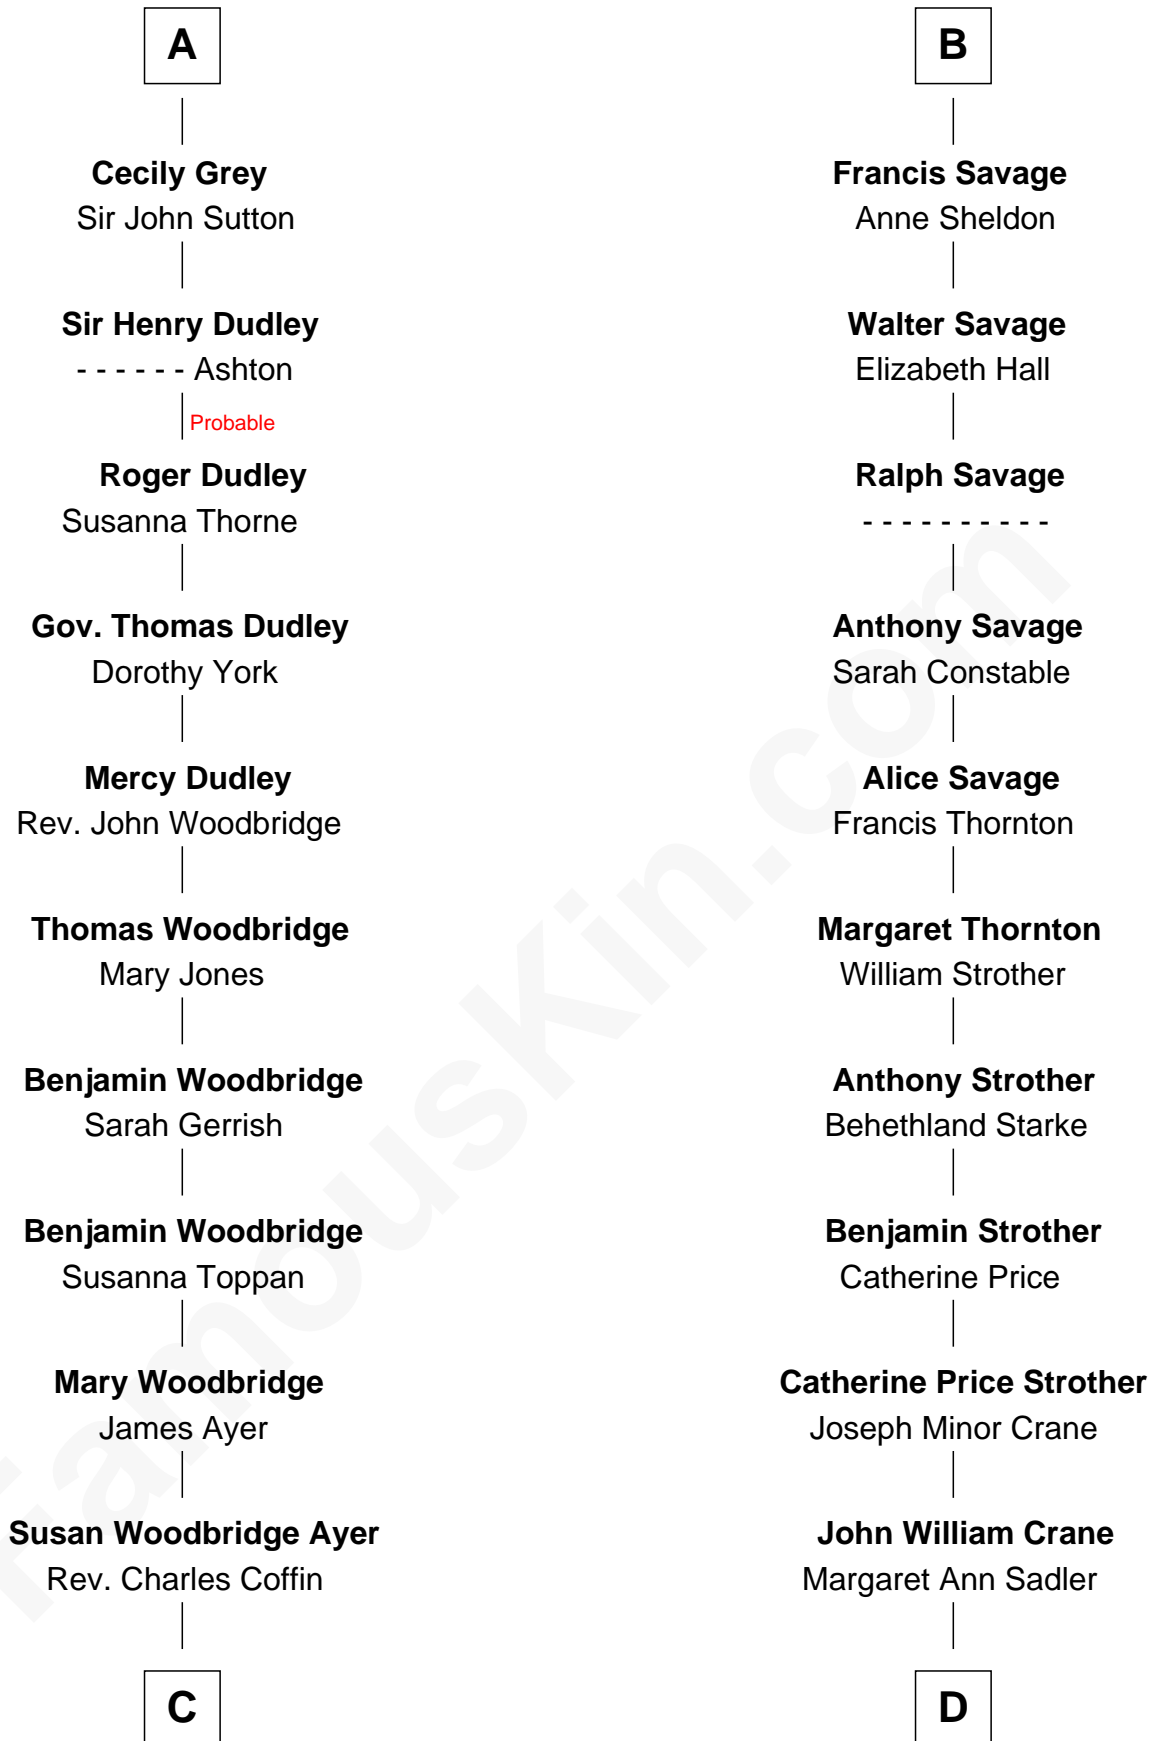 A
Cecily Grey
Sir John Sutton
Sir Henry Dudley
- - - - - - Ashton
Probable
Roger Dudley
Susanna Thorne
Gov. Thomas Dudley
Dorothy York
Mercy Dudley
Rev. John Woodbridge
Thomas Woodbridge
Mary Jones
Benjamin Woodbridge
Sarah Gerrish
Benjamin Woodbridge
Susanna Toppan
Mary Woodbridge
James Ayer
Susan Woodbridge Ayer
Rev. Charles Coffin
C
B
Francis Savage
Anne Sheldon
Walter Savage
Elizabeth Hall
Ralph Savage
- - - - - - - - - -
Anthony Savage
Sarah Constable
Alice Savage
Francis Thornton
Margaret Thornton
William Strother
Anthony Strother
Behethland Starke
Benjamin Strother
Catherine Price
Catherine Price Strother
Joseph Minor Crane
John William Crane
Margaret Ann Sadler
D
FamousKin.com